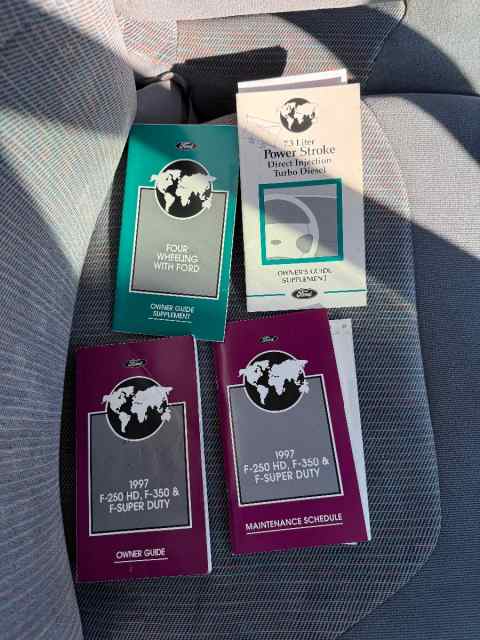 Ford
FOUR
WHEELING
WITH FORD
OWNER GUIDE
SUPPLEMENT
7.3 Liter
Power Stroke
Direct Injection
Turbo Diesel
OWNER'S GUIDE
SUPPLEMENT
Ford
Ford
1997
F-250 HD, F-350 &
F-SUPER DUTY
OWNER GUIDE
Ford
1997
F-250 HD, F-350 &
F-SUPER DUTY
MAINTENANCE SCHEDULE